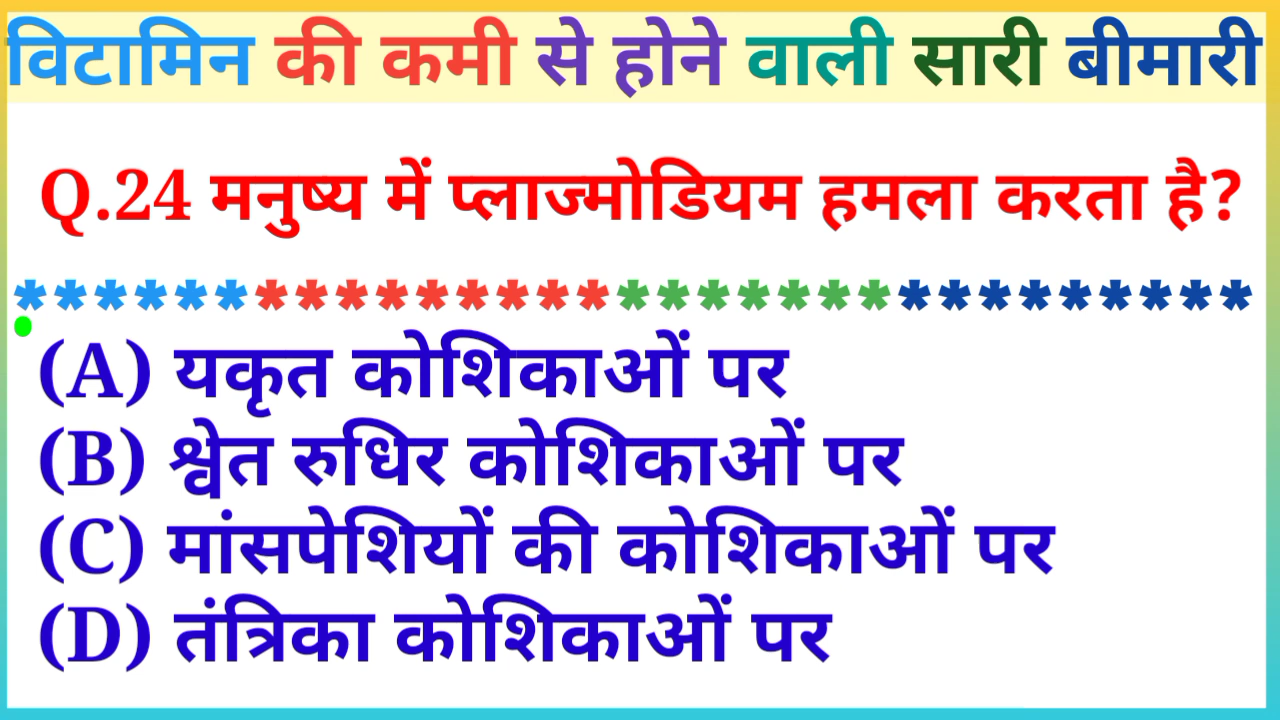 विटामिन की कमी से होने वाली सारी बीमारी
Q.24 मनुष्य में प्लाज्मोडियम हमला करता है?
*******************************
(A) यकृत कोशिकाओं पर
(B) श्वेत रुधिर कोशिकाओं पर
(C) मांसपेशियों की कोशिकाओं पर
(D) तंत्रिका कोशिकाओं पर